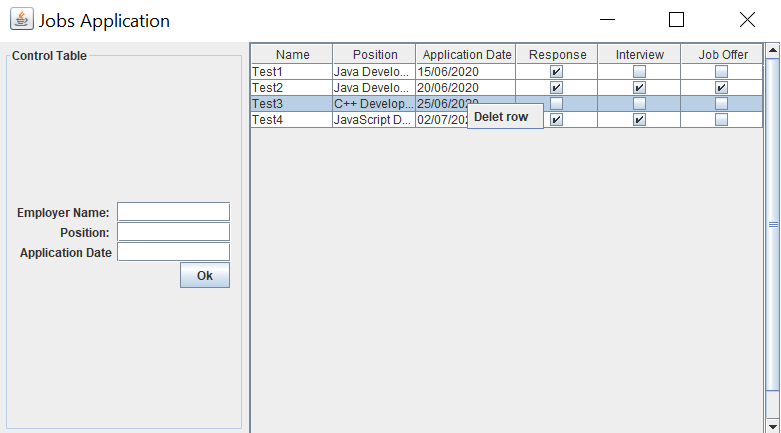 Jobs Application
Control Table
Employer Name:
Position:
Application Date
Ok
Name Position Application Date Response Interview Job Offer
Test1 Java Develo... 15/06/2020
Test2 Java Develo... 20/06/2020
Test3 C++ Develop... 25/06/2020
Delet row
Test4 JavaScript D... 02/07/202